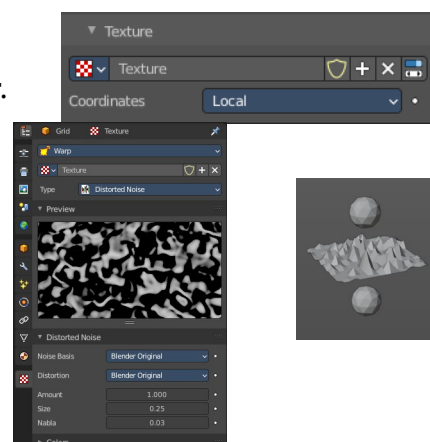 Texture
Texture
Coordinates Local
Grid Texture
Warp
Texture
Type Distorted Noise
Preview
Distorted Noise
Noise Basis Blender Original
Distortion Blender Original
Amount 1.000
Size 0.25
Nabla 0.03
Colors